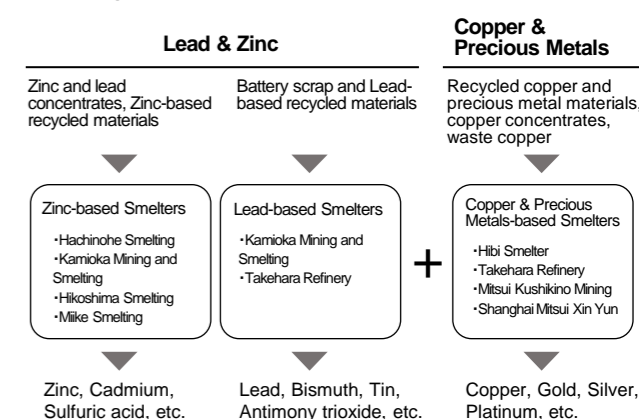 Lead & Zinc
Copper &
Precious Metals
Zinc and lead
concentrates, Zinc-based
recycled materials
Battery scrap and Lead-
based recycled materials
Recycled copper and
precious metal materials,
copper concentrates,
waste copper
Zinc-based Smelters
・Hachinohe Smelting
・Kamioka Mining and
Smelting
・Hikoshima Smelting
・Miike Smelting
Lead-based Smelters
・Kamioka Mining and
Smelting
・Takehara Refinery
+
Copper & Precious
Metals-based Smelters
・Hibi Smelter
・Takehara Refinery
・Mitsui Kushikino Mining
・Shanghai Mitsui Xin Yun
Zinc, Cadmium,
Sulfuric acid, etc.
Lead, Bismuth, Tin,
Antimony trioxide, etc.
Copper, Gold, Silver,
Platinum, etc.